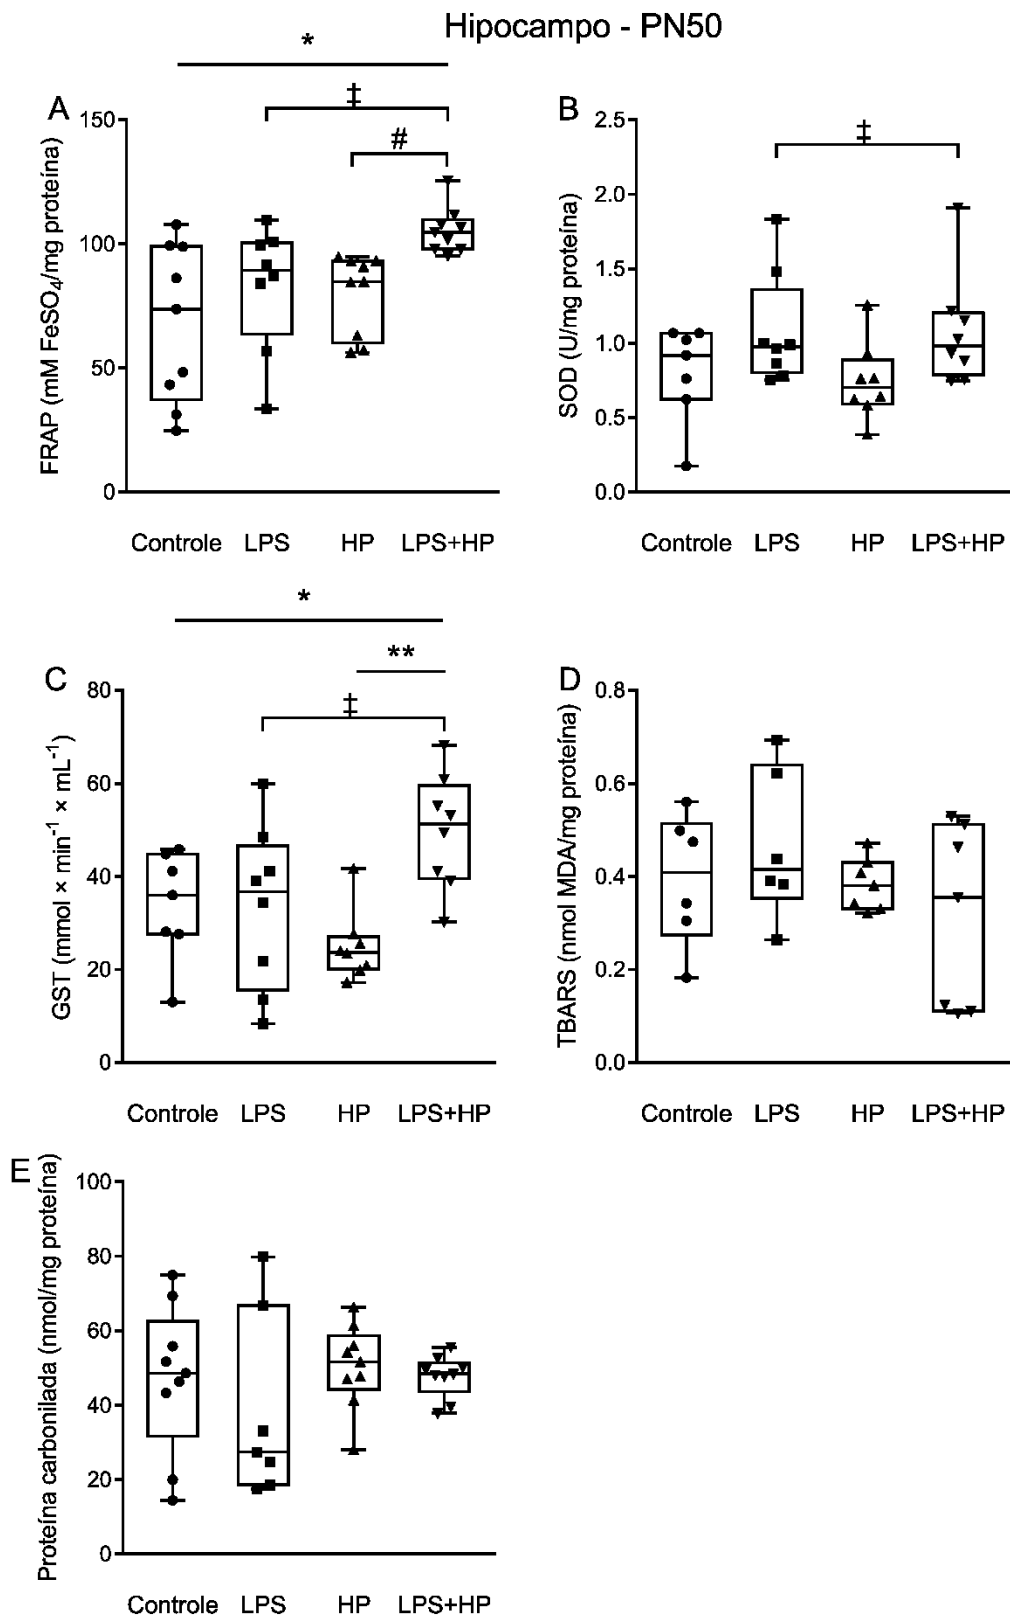 Hipocampo - PN50
A
*
‡
#
FRAP (mM FeSO₄/mg proteína)
150
100
50
0
Controle LPS HP LPS+HP
B
‡
SOD (U/mg proteína)
2.5
2.0
1.5
1.0
0.5
0.0
Controle LPS HP LPS+HP
C
*
**
‡
GST (mmol × min⁻¹ × mL⁻¹)
80
60
40
20
0
Controle LPS HP LPS+HP
D
TBARS (nmol MDA/mg proteína)
0.8
0.6
0.4
0.2
0.0
Controle LPS HP LPS+HP
E
Proteína carbonilada (nmol/mg proteína)
100
80
60
40
20
0
Controle LPS HP LPS+HP